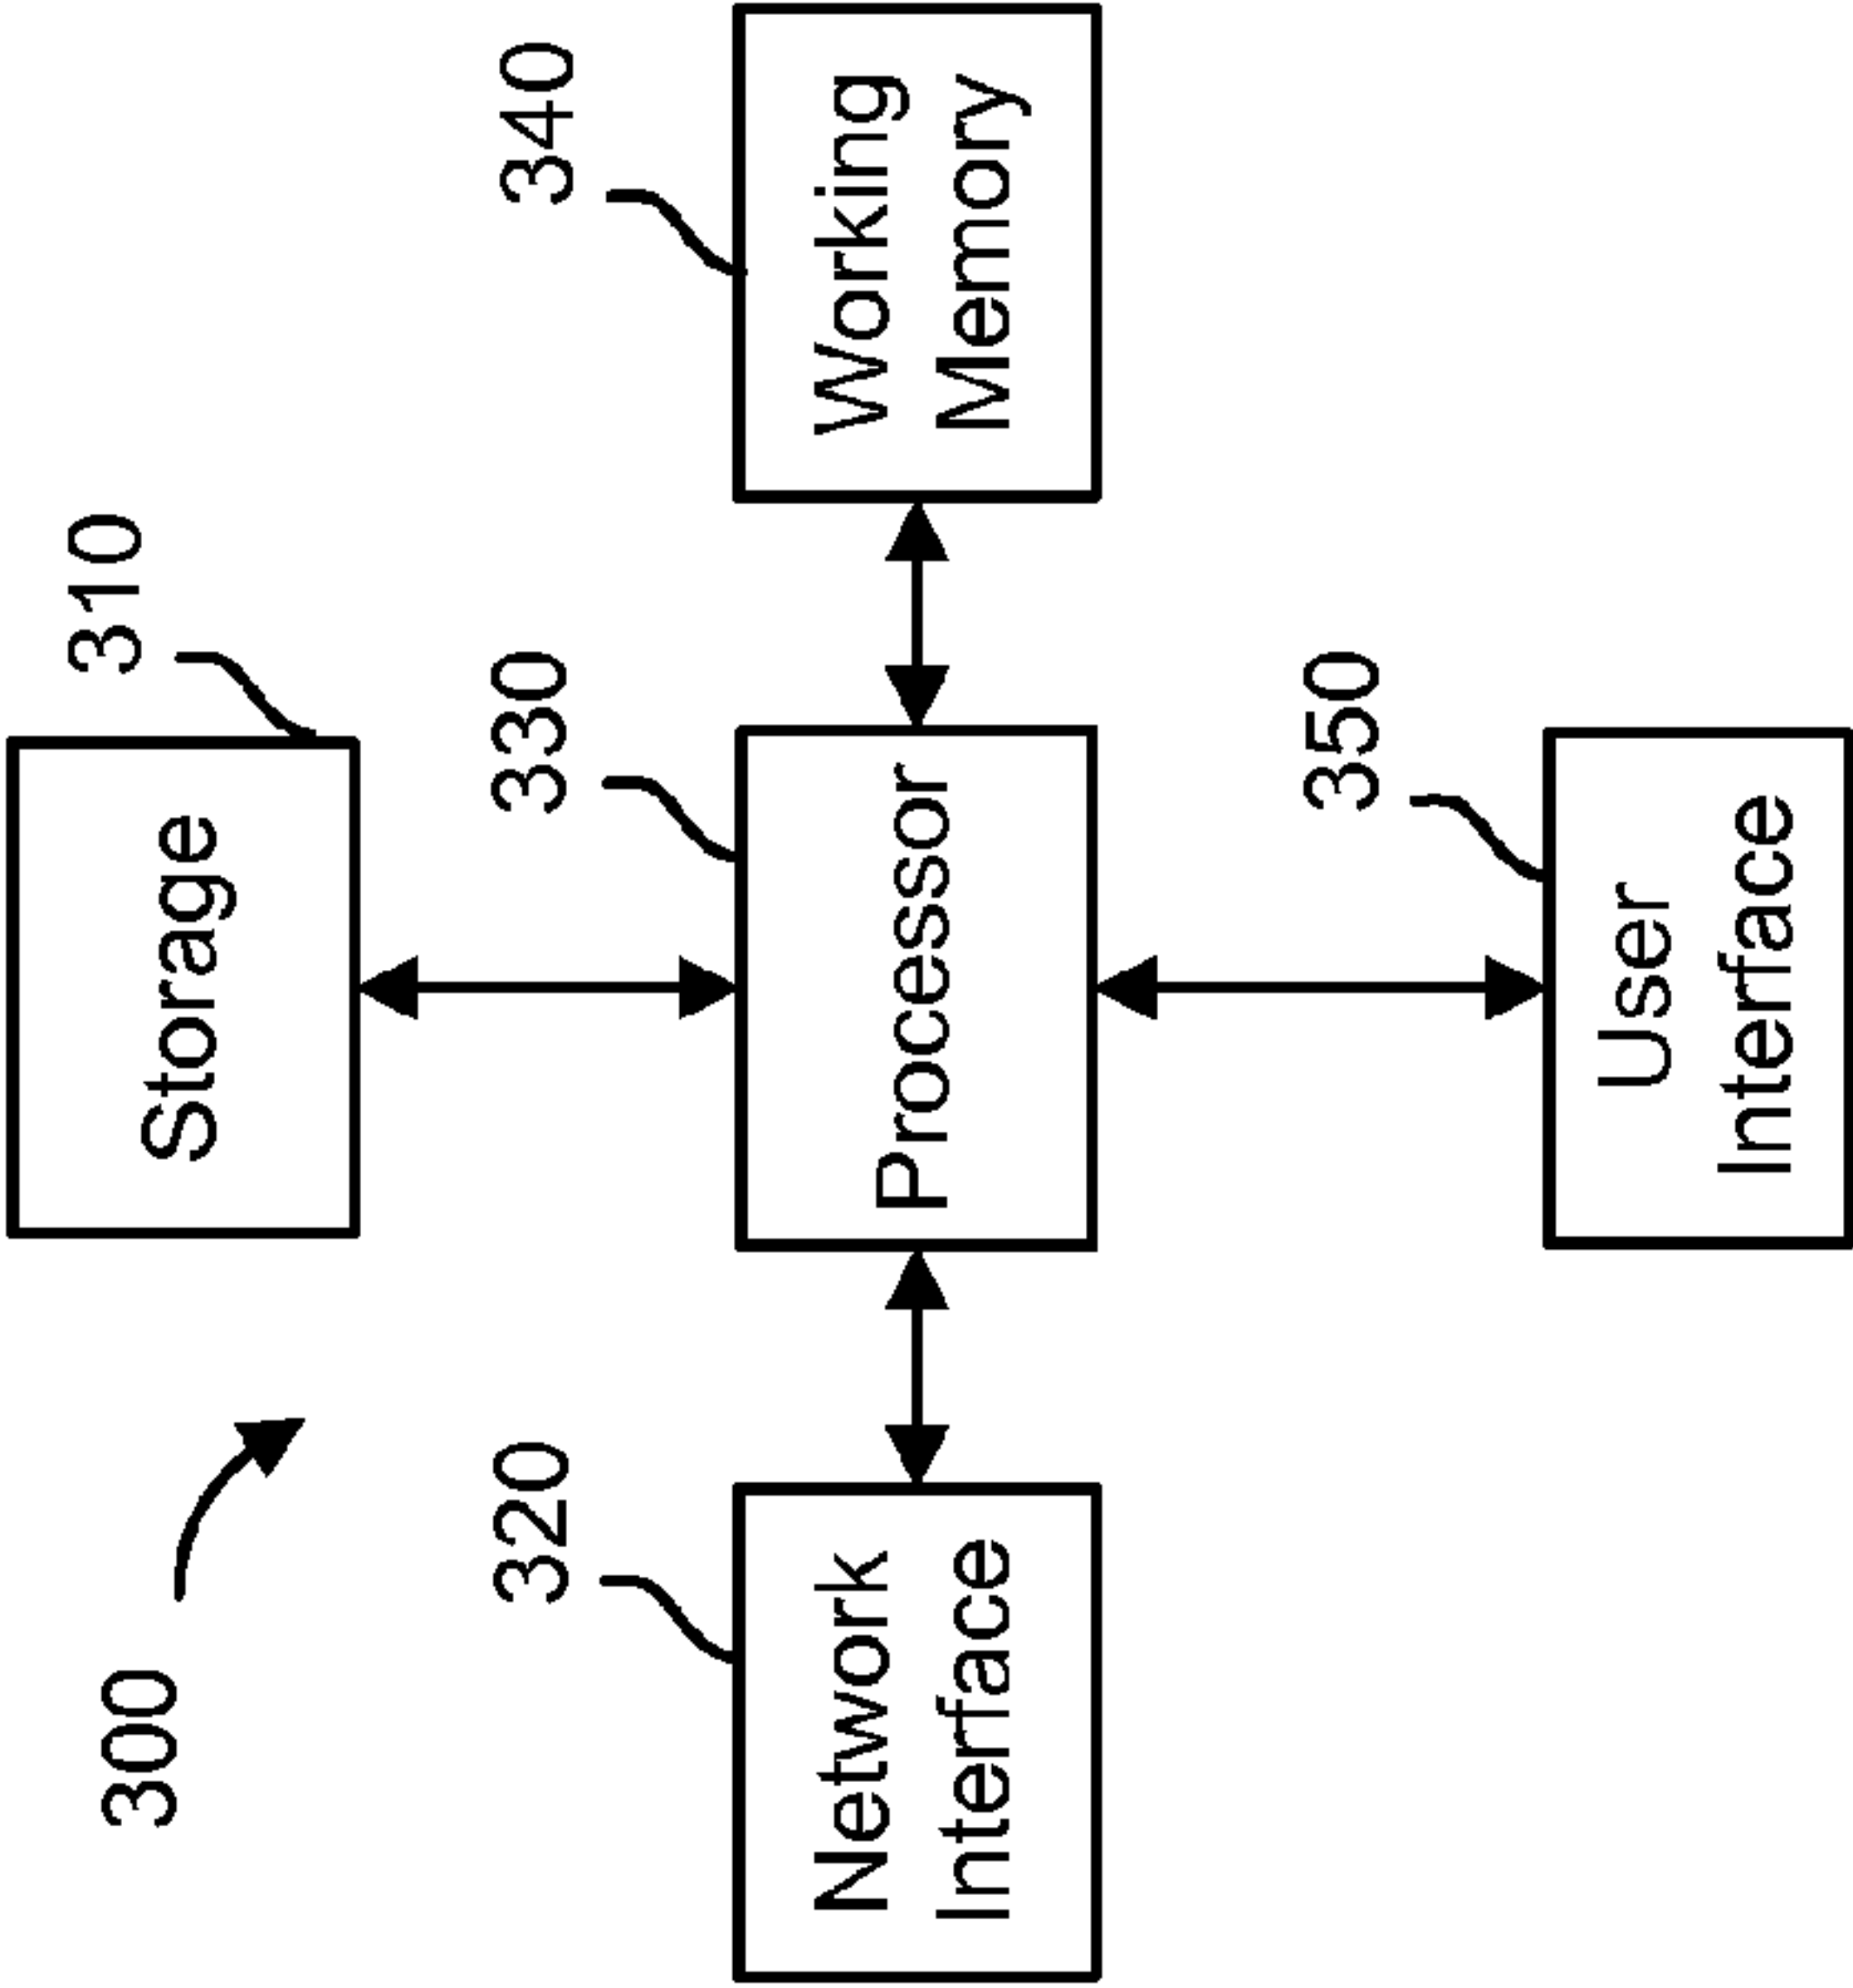 300
310
Storage
320
330
340
Network
Interface
Processor
Working
Memory
350
User
Interface